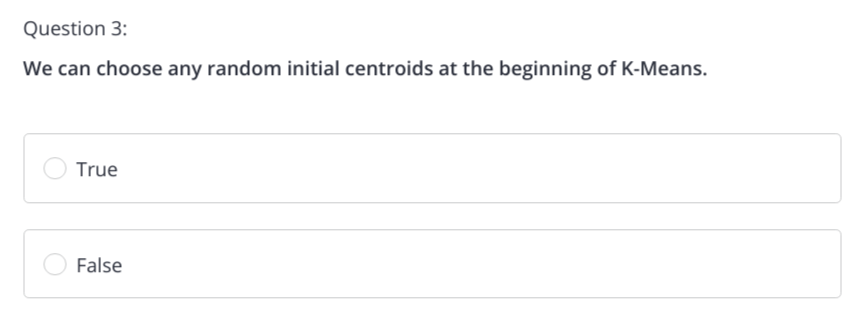 Question 3:
We can choose any random initial centroids at the beginning of K-Means.
True
False